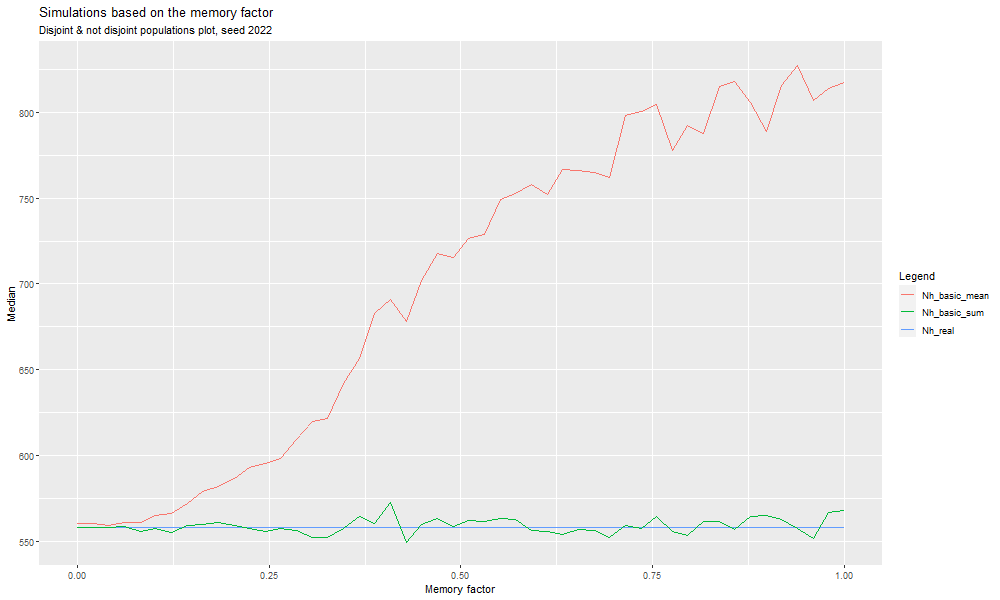 Simulations based on the memory factor
Disjoint & not disjoint populations plot, seed 2022
Median
800
750
700
650
600
550
0.00
0.25
0.50
0.75
1.00
Memory factor
Legend
Nh_basic_mean
Nh_basic_sum
Nh_real